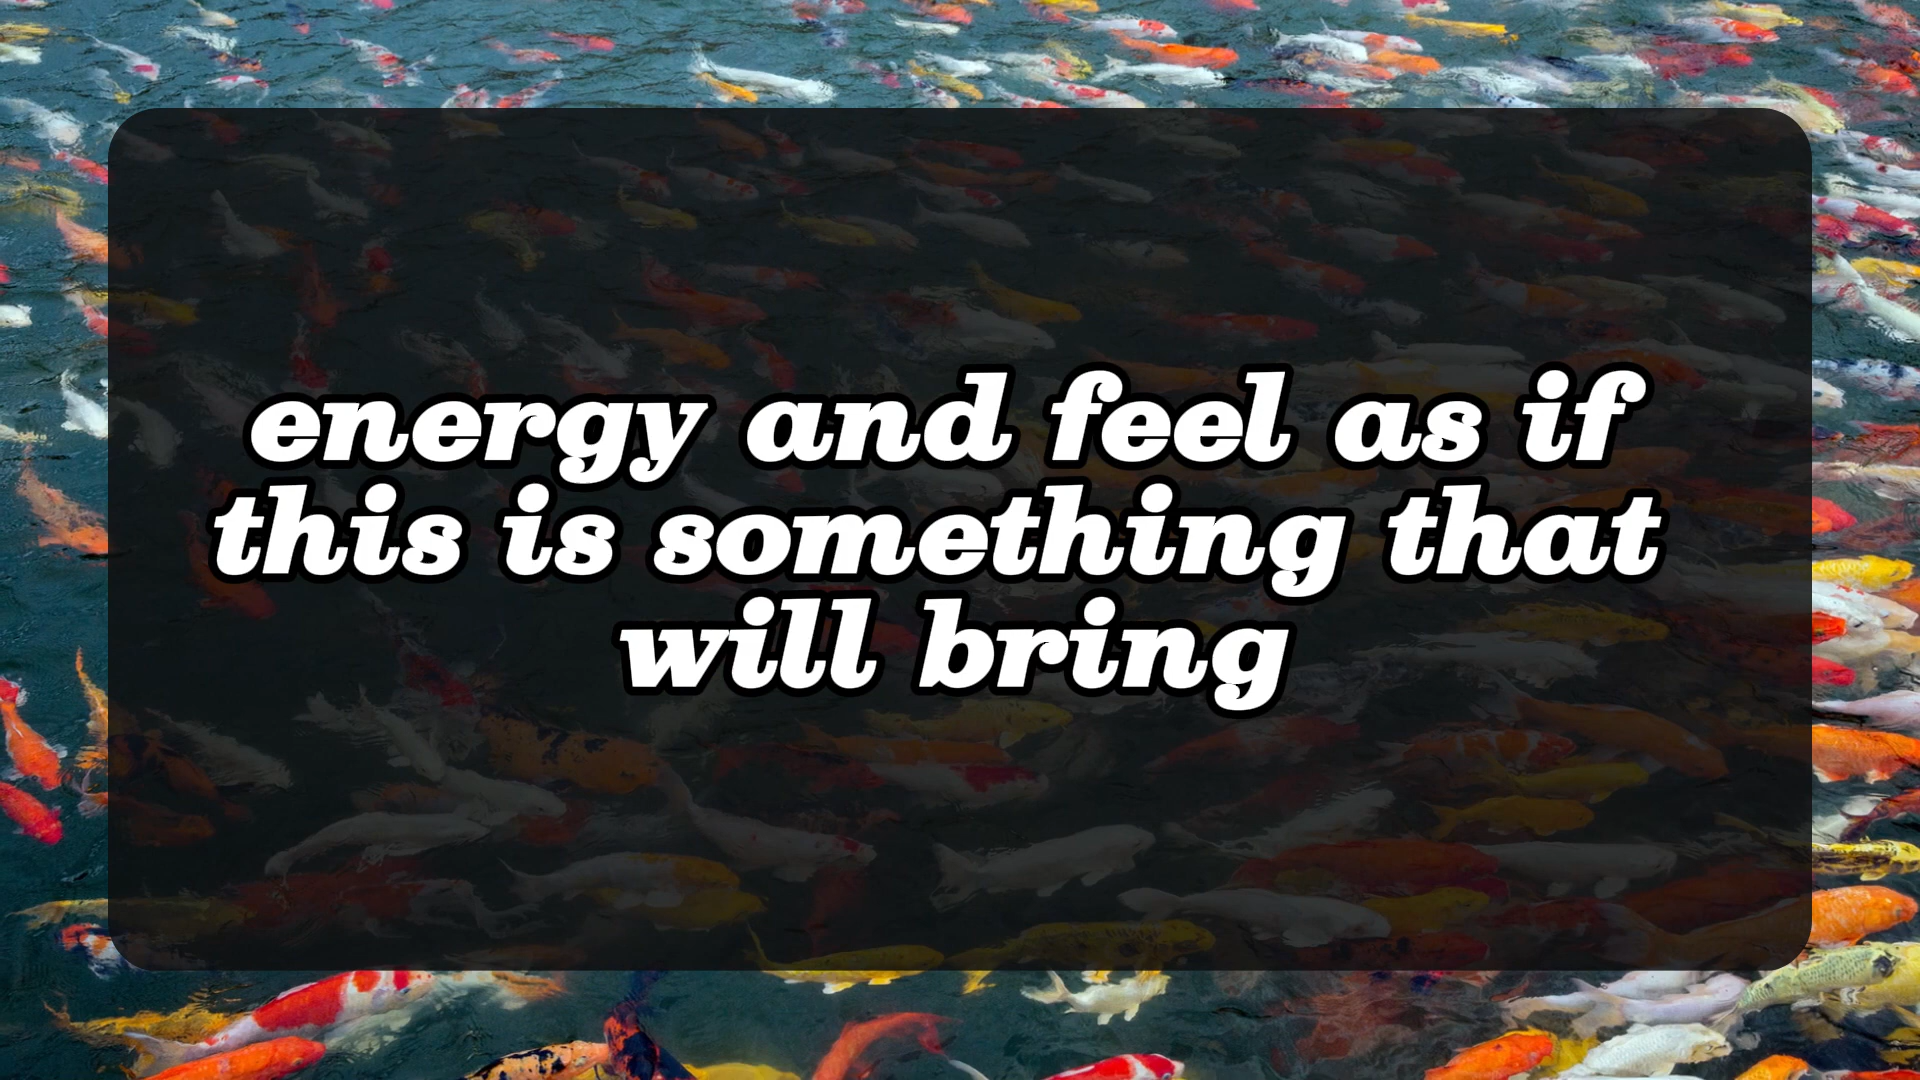 energy and feel as if
this is something that
will bring